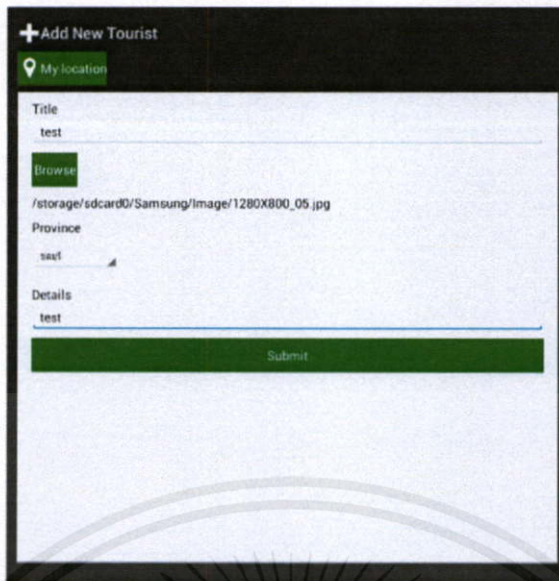 Add New Tourist
My location
Title
test
Browse
/storage/sdcard0/Samsung/Image/1280X800_05.jpg
Province
Details
test
Submit